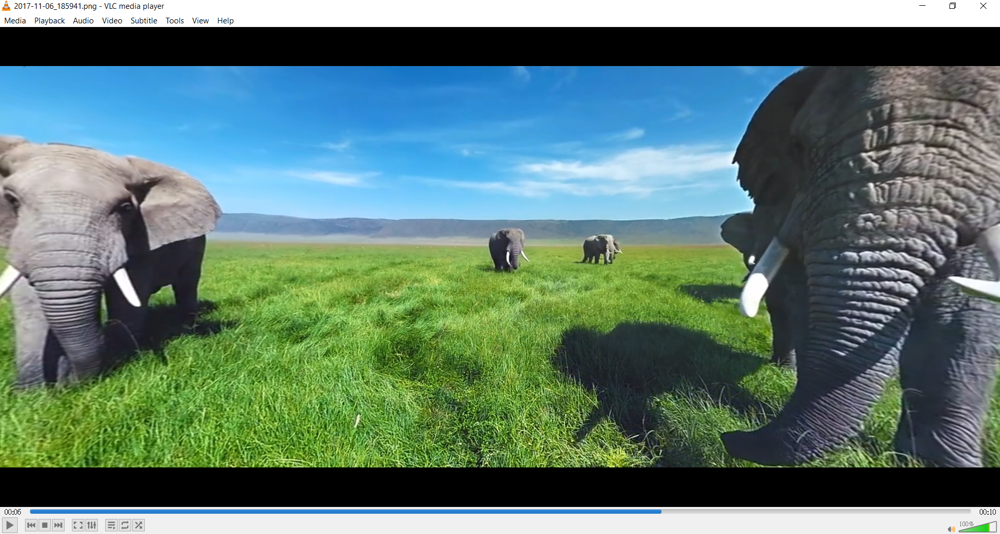 2017-11-06_185941.png - VLC media player
Media Playback Audio Video Subtitle Tools View Help
00:06 00:10
100%